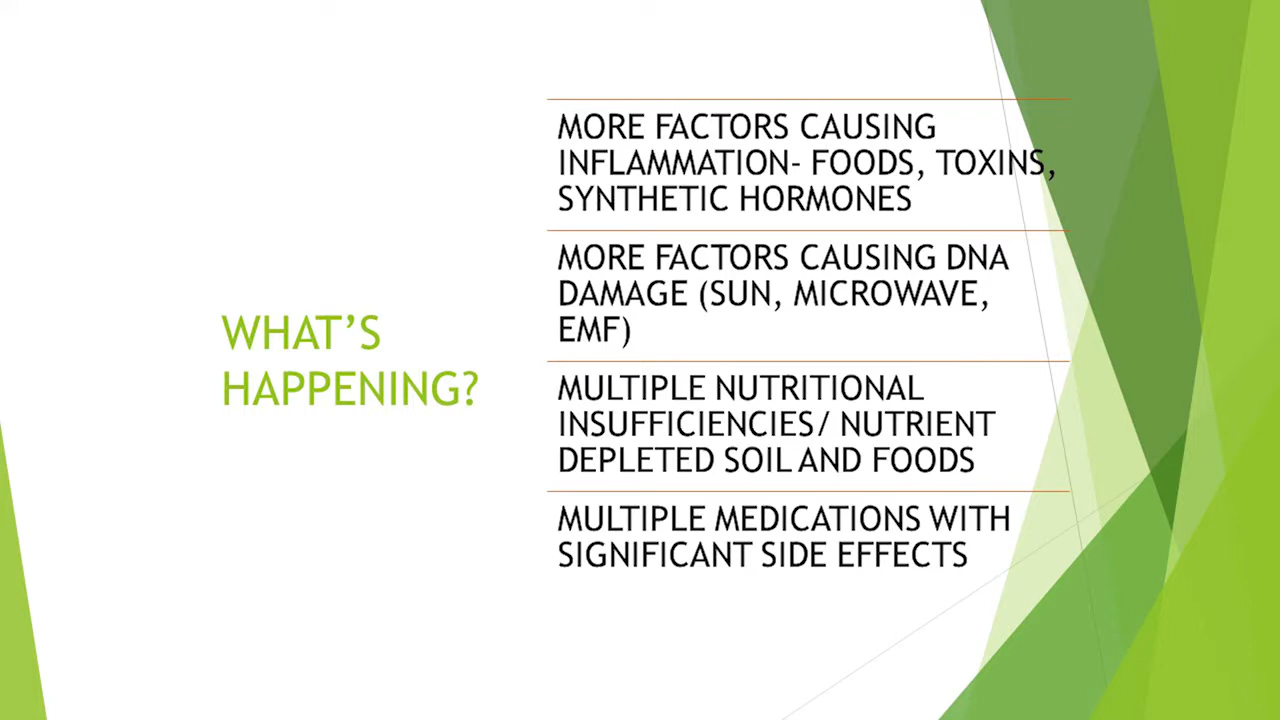 WHAT'S
HAPPENING?
MORE FACTORS CAUSING
INFLAMMATION- FOODS, TOXINS,
SYNTHETIC HORMONES
MORE FACTORS CAUSING DNA
DAMAGE (SUN, MICROWAVE,
EMF)
MULTIPLE NUTRITIONAL
INSUFFICIENCIES/ NUTRIENT
DEPLETED SOIL AND FOODS
MULTIPLE MEDICATIONS WITH
SIGNIFICANT SIDE EFFECTS